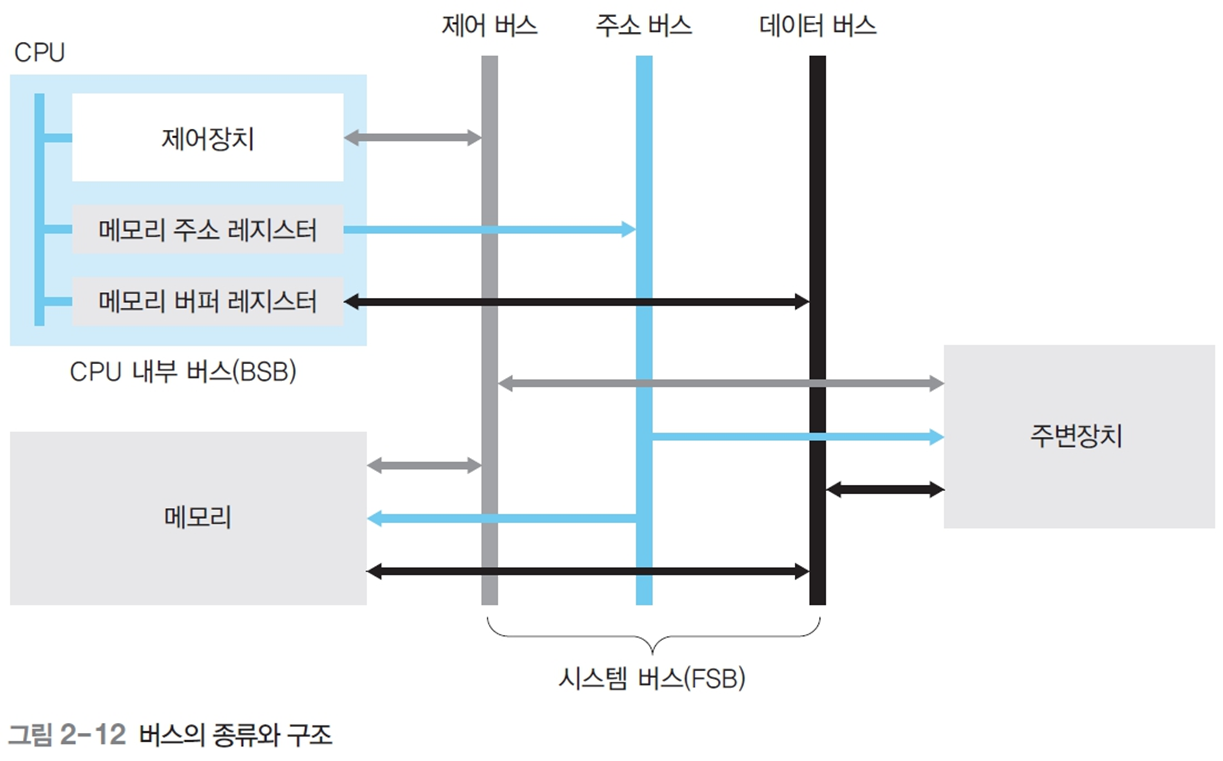 제어 버스
주소 버스
데이터 버스
CPU
제어장치
메모리 주소 레지스터
메모리 버퍼 레지스터
CPU 내부 버스(BSB)
주변장치
메모리
시스템 버스(FSB)
그림 2-12 버스의 종류와 구조